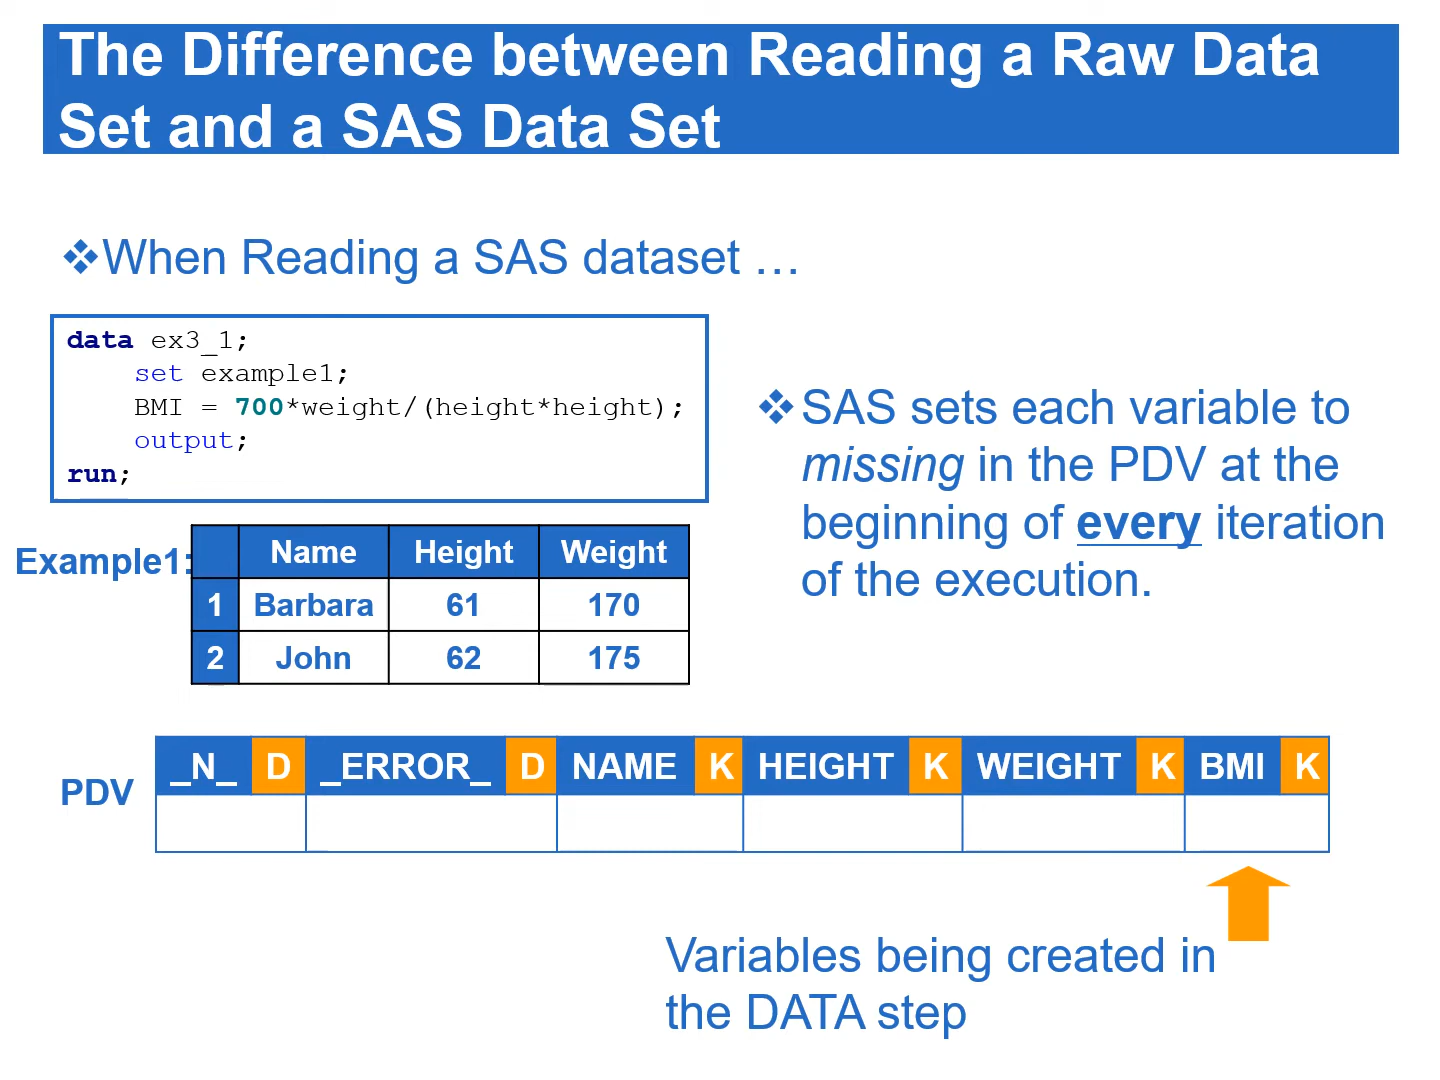 The Difference between Reading a Raw Data
Set and a SAS Data Set
❖When Reading a SAS dataset …
data ex3_1;
set example1;
BMI = 700*weight/(height*height);
output;
run;
❖SAS sets each variable to
missing in the PDV at the
beginning of every iteration
of the execution.
Example1:
Name Height Weight
1 Barbara 61 170
2 John 62 175
PDV
_N_ D _ERROR_ D NAME K HEIGHT K WEIGHT K BMI K
Variables being created in
the DATA step